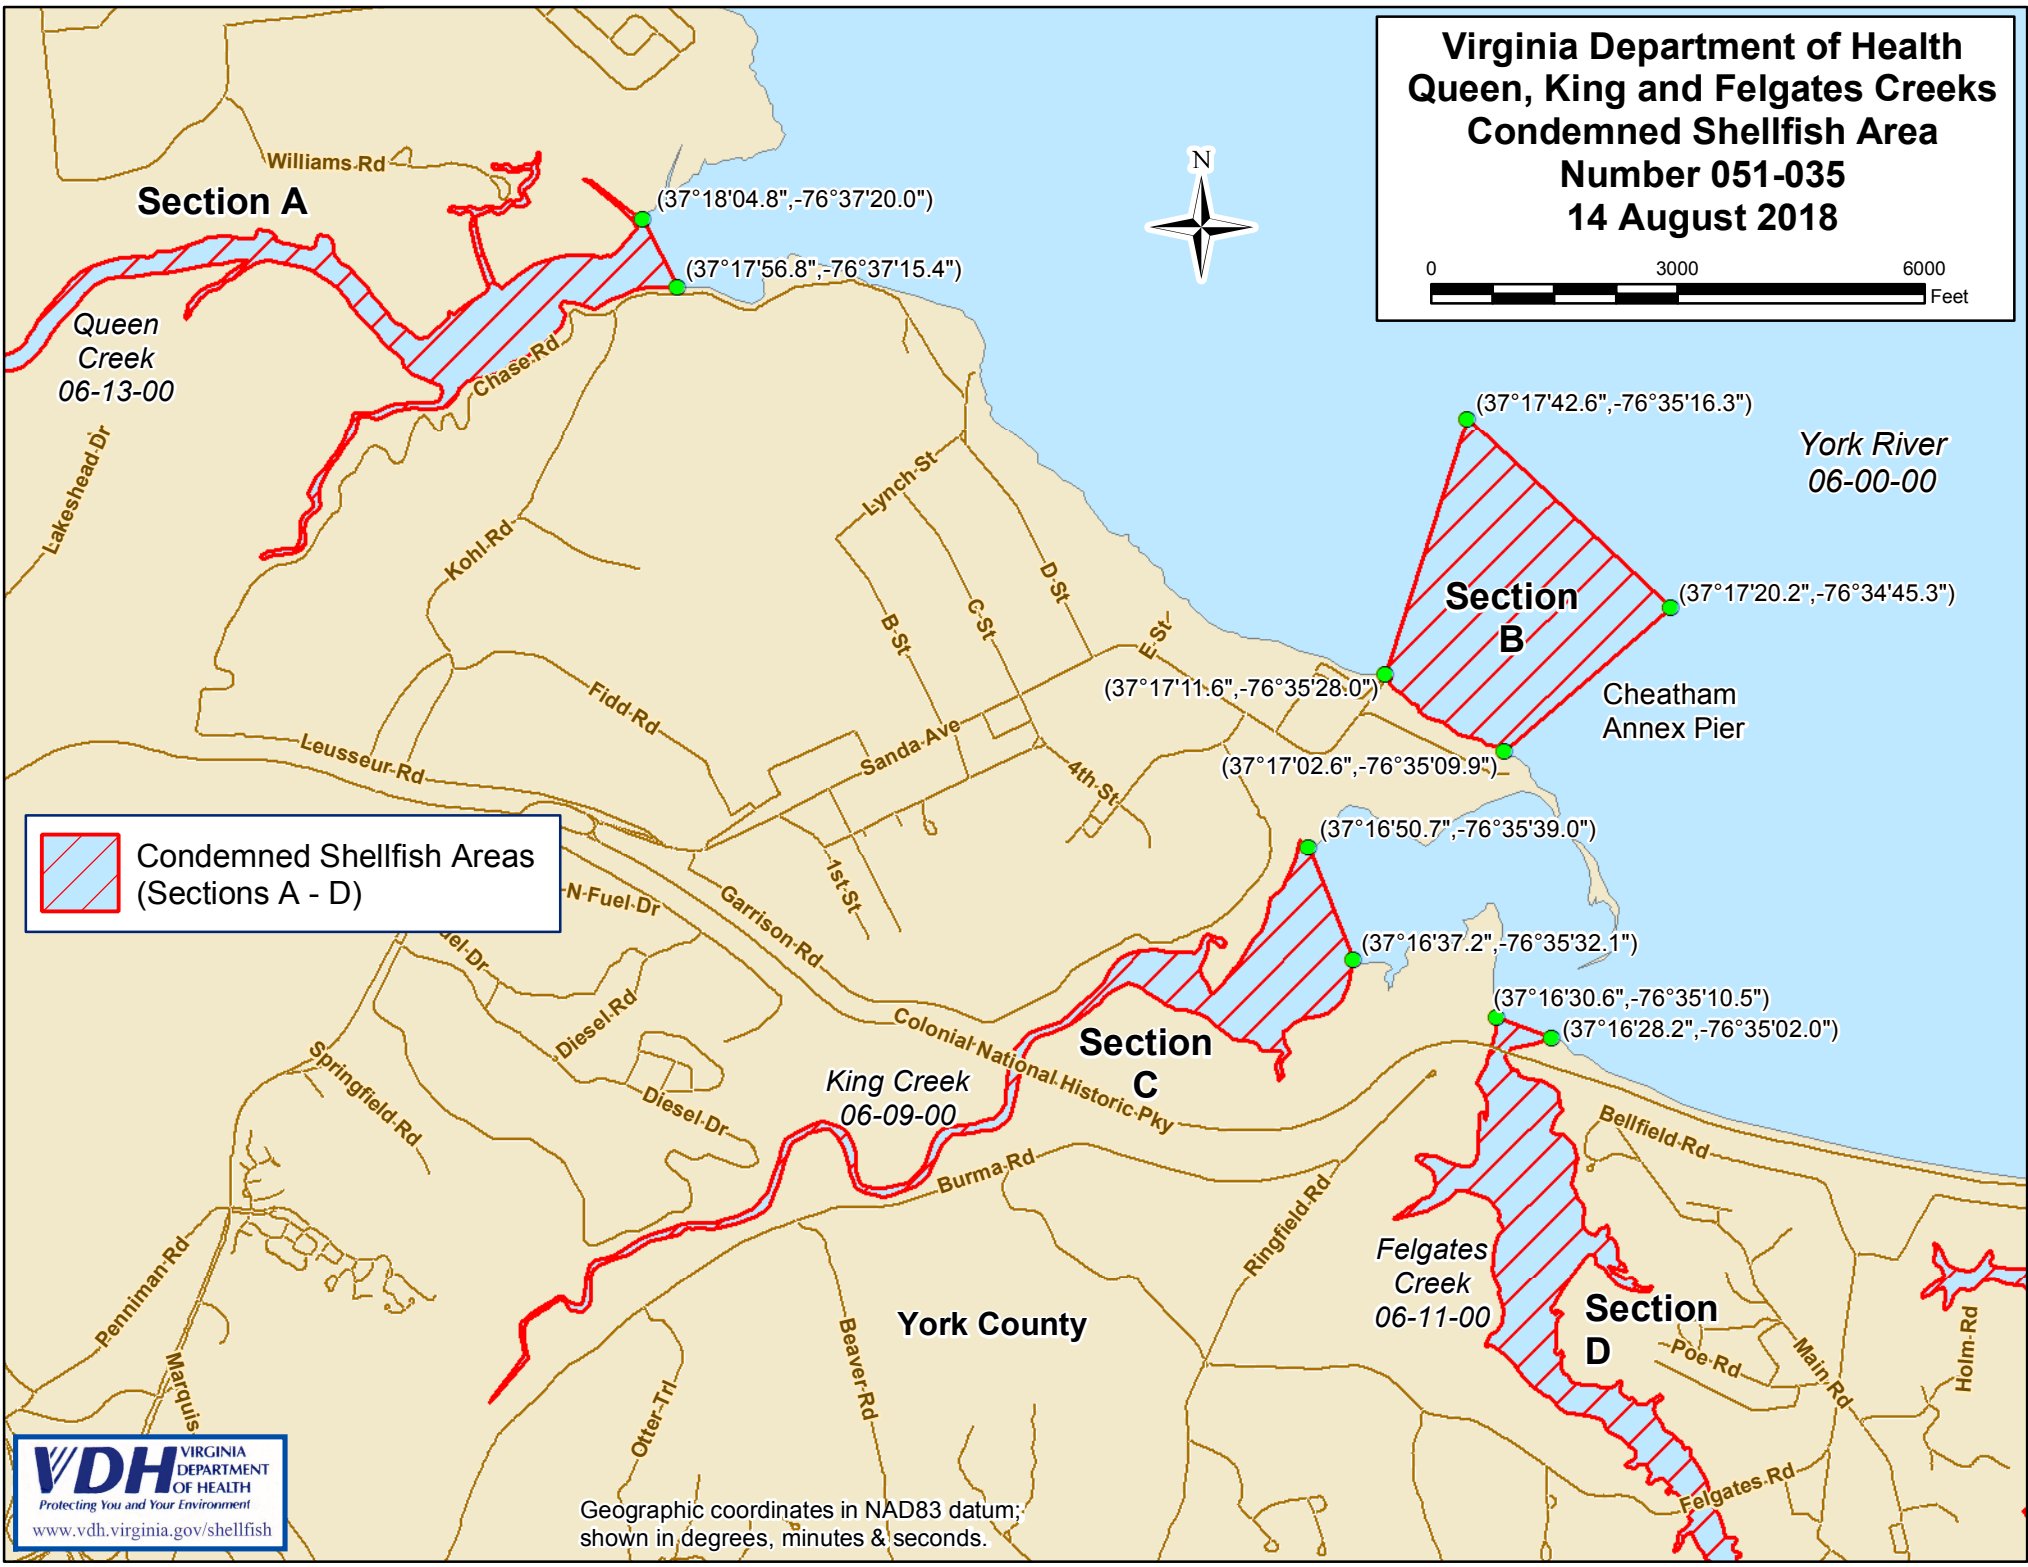 Virginia Department of Health
Queen, King and Felgates Creeks
Condemned Shellfish Area
Number 051-035
14 August 2018
0 3000 6000
Feet
N
Williams Rd
Section A
(37°18'04.8",-76°37'20.0")
(37°17'56.8",-76°37'15.4")
Queen
Creek
06-13-00
Chase Rd
Lakeshead Dr
(37°17'42.6",-76°35'16.3")
York River
06-00-00
Lynch St
Kohl Rd
D St
C St
B St
E St
Section
B
(37°17'20.2",-76°34'45.3")
(37°17'11.6",-76°35'28.0")
Cheatham
Annex Pier
Fidd Rd
Sanda Ave
Leusseur Rd
(37°17'02.6",-76°35'09.9")
4th St
Condemned Shellfish Areas
(Sections A - D)
(37°16'50.7",-76°35'39.0")
1st St
N Fuel Dr
Garrison Rd
uel Dr
(37°16'37.2",-76°35'32.1")
Diesel Rd
(37°16'30.6",-76°35'10.5")
(37°16'28.2",-76°35'02.0")
Colonial National Historic Pky
Section
C
Springfield Rd
King Creek
06-09-00
Diesel Dr
Bellfield Rd
Burma Rd
Ringfield Rd
Penniman Rd
Felgates
Creek
06-11-00
York County
Section
D
Beaver Rd
Poe Rd
Main Rd
Holm Rd
Marquis
Otter Trl
Felgates Rd
VDH VIRGINIA
DEPARTMENT
OF HEALTH
Protecting You and Your Environment
www.vdh.virginia.gov/shellfish
Geographic coordinates in NAD83 datum;
shown in degrees, minutes & seconds.